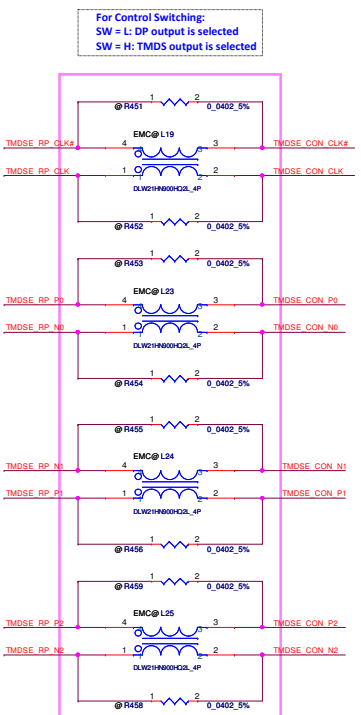 For Control Switching:
SW = L: DP output is selected
SW = H: TMDS output is selected
1 2
@ R451 0_0402_5%
EMC@ L19
TMDSE_RP_CLK# 4 3 TMDSE_CON_CLK#
TMDSE_RP_CLK 1 2 TMDSE_CON_CLK
DLW21HN900HQ2L_4P
1 2
@ R452 0_0402_5%
1 2
@ R453 0_0402_5%
EMC@ L23
TMDSE_RP_P0 4 3 TMDSE_CON_P0
TMDSE_RP_N0 1 2 TMDSE_CON_N0
DLW21HN900HQ2L_4P
1 2
@ R454 0_0402_5%
1 2
@ R455 0_0402_5%
EMC@ L24
TMDSE_RP_N1 4 3 TMDSE_CON_N1
TMDSE_RP_P1 1 2 TMDSE_CON_P1
DLW21HN900HQ2L_4P
1 2
@ R456 0_0402_5%
1 2
@ R459 0_0402_5%
EMC@ L25
TMDSE_RP_P2 4 3 TMDSE_CON_P2
TMDSE_RP_N2 1 2 TMDSE_CON_N2
DLW21HN900HQ2L_4P
1 2
@ R458 0_0402_5%